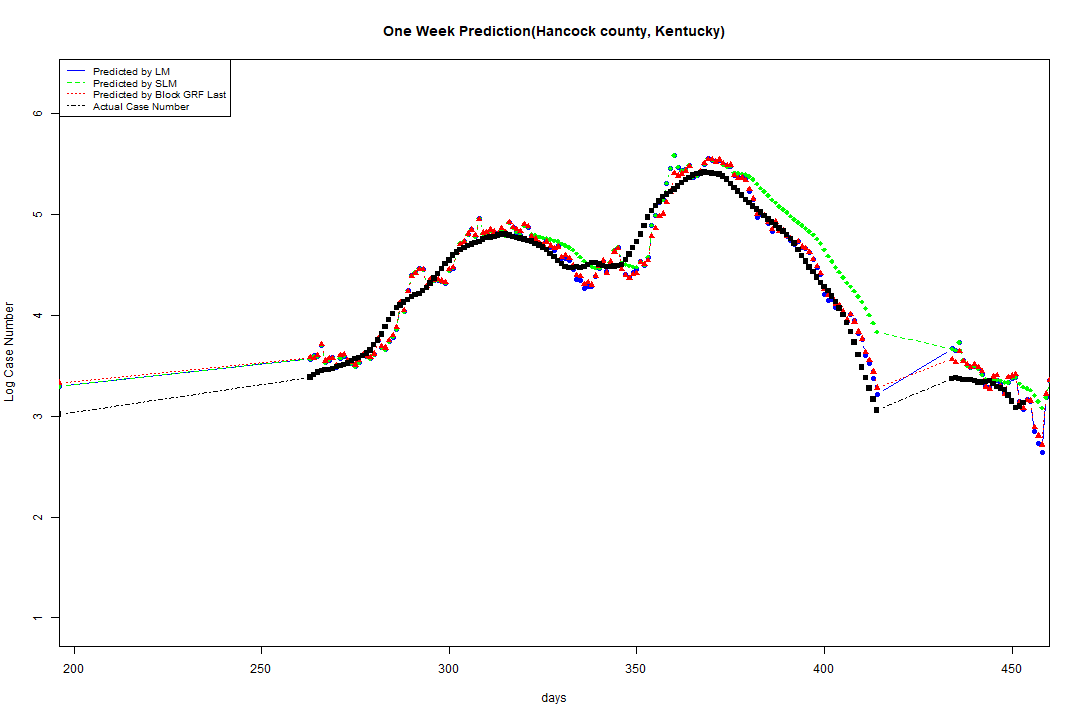 One Week Prediction(Hancock county, Kentucky)
Predicted by LM
Predicted by SLM
Predicted by Block GRF Last
Actual Case Number
6
5
4
3
2
1
Log Case Number
200 250 300 350 400 450
days